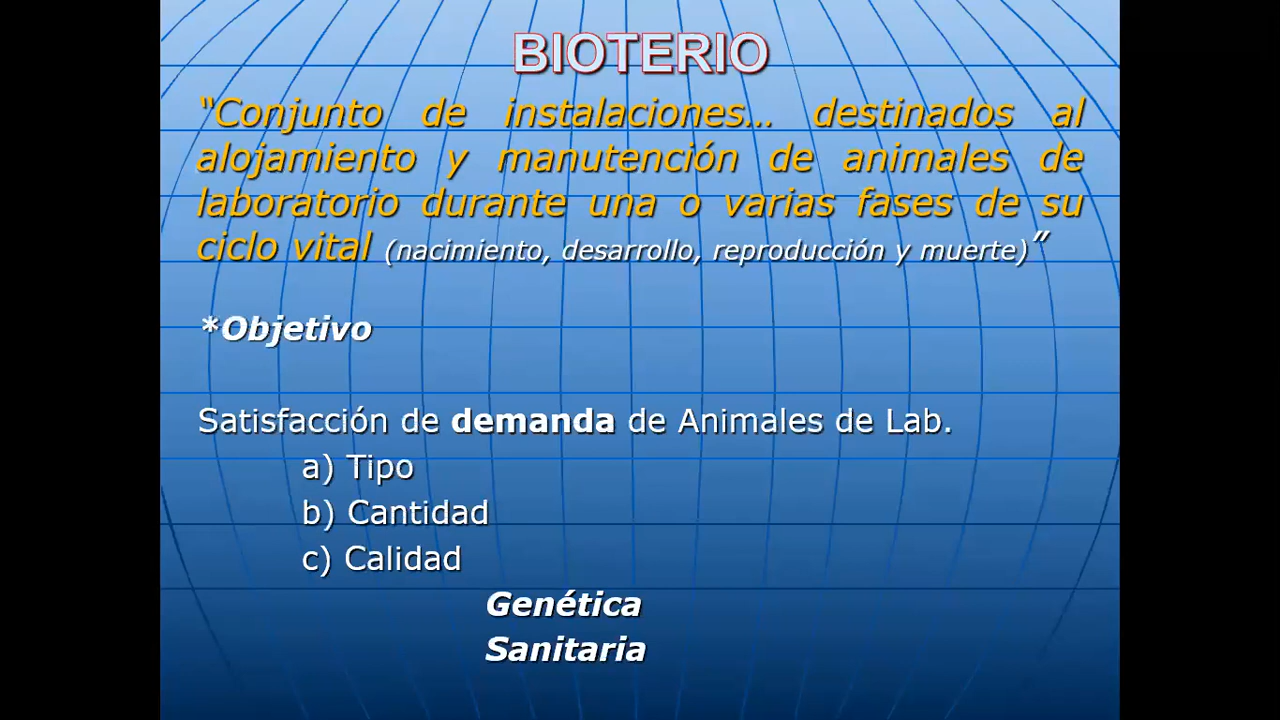 BIOTERIO
“Conjunto de instalaciones… destinados al
alojamiento y manutención de animales de
laboratorio durante una o varias fases de su
ciclo vital (nacimiento, desarrollo, reproducción y muerte)”
*Objetivo
Satisfacción de demanda de Animales de Lab.
a) Tipo
b) Cantidad
c) Calidad
Genética
Sanitaria